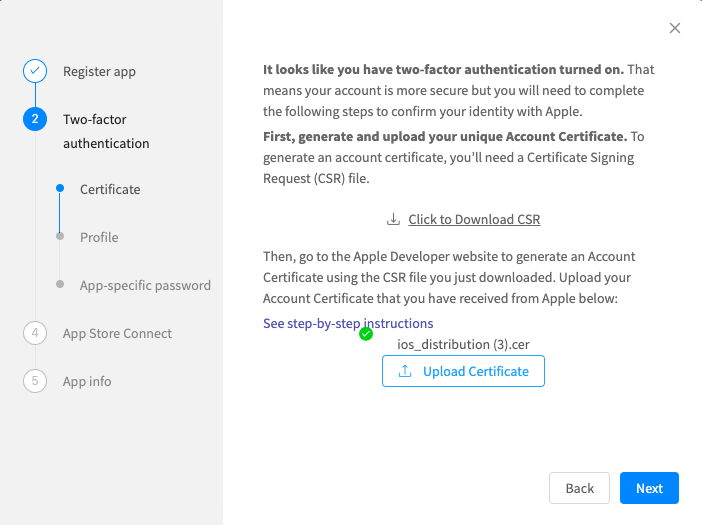 Register app
2
Two-factor
authentication
Certificate
Profile
App-specific password
4
App Store Connect
5
App info
It looks like you have two-factor authentication turned on. That
means your account is more secure but you will need to complete
the following steps to confirm your identity with Apple.
First, generate and upload your unique Account Certificate. To
generate an account certificate, you’ll need a Certificate Signing
Request (CSR) file.
Click to Download CSR
Then, go to the Apple Developer website to generate an Account
Certificate using the CSR file you just downloaded. Upload your
Account Certificate that you have received from Apple below:
See step-by-step instructions
ios_distribution (3).cer
Upload Certificate
Back
Next